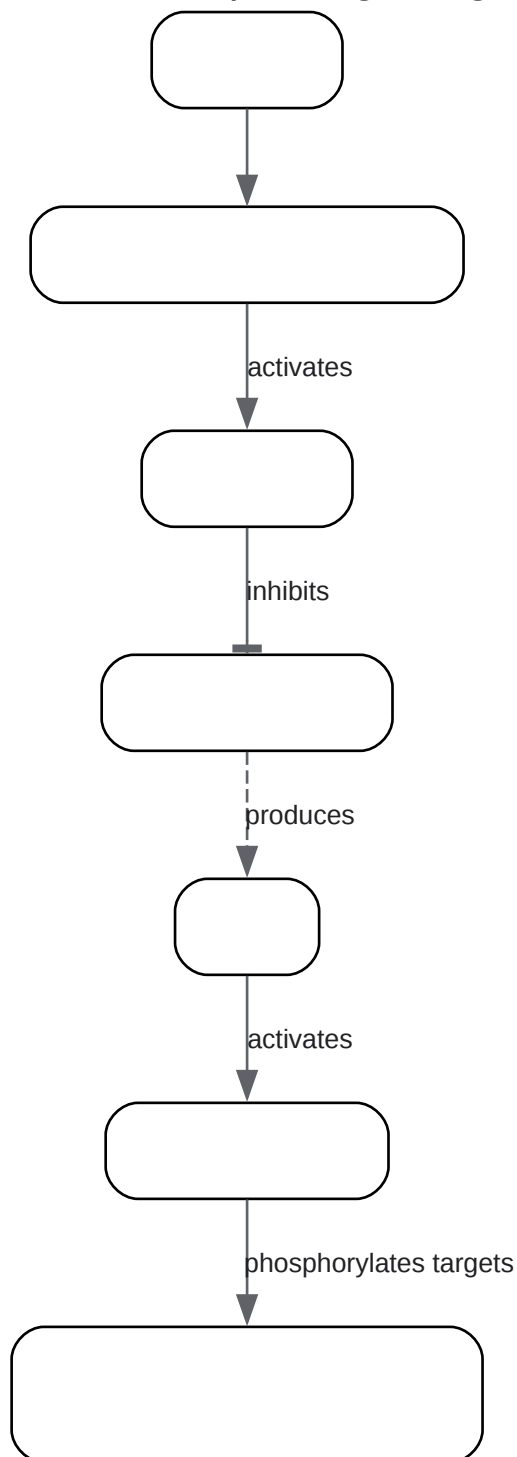 activates
inhibits
produces
activates
phosphorylates targets